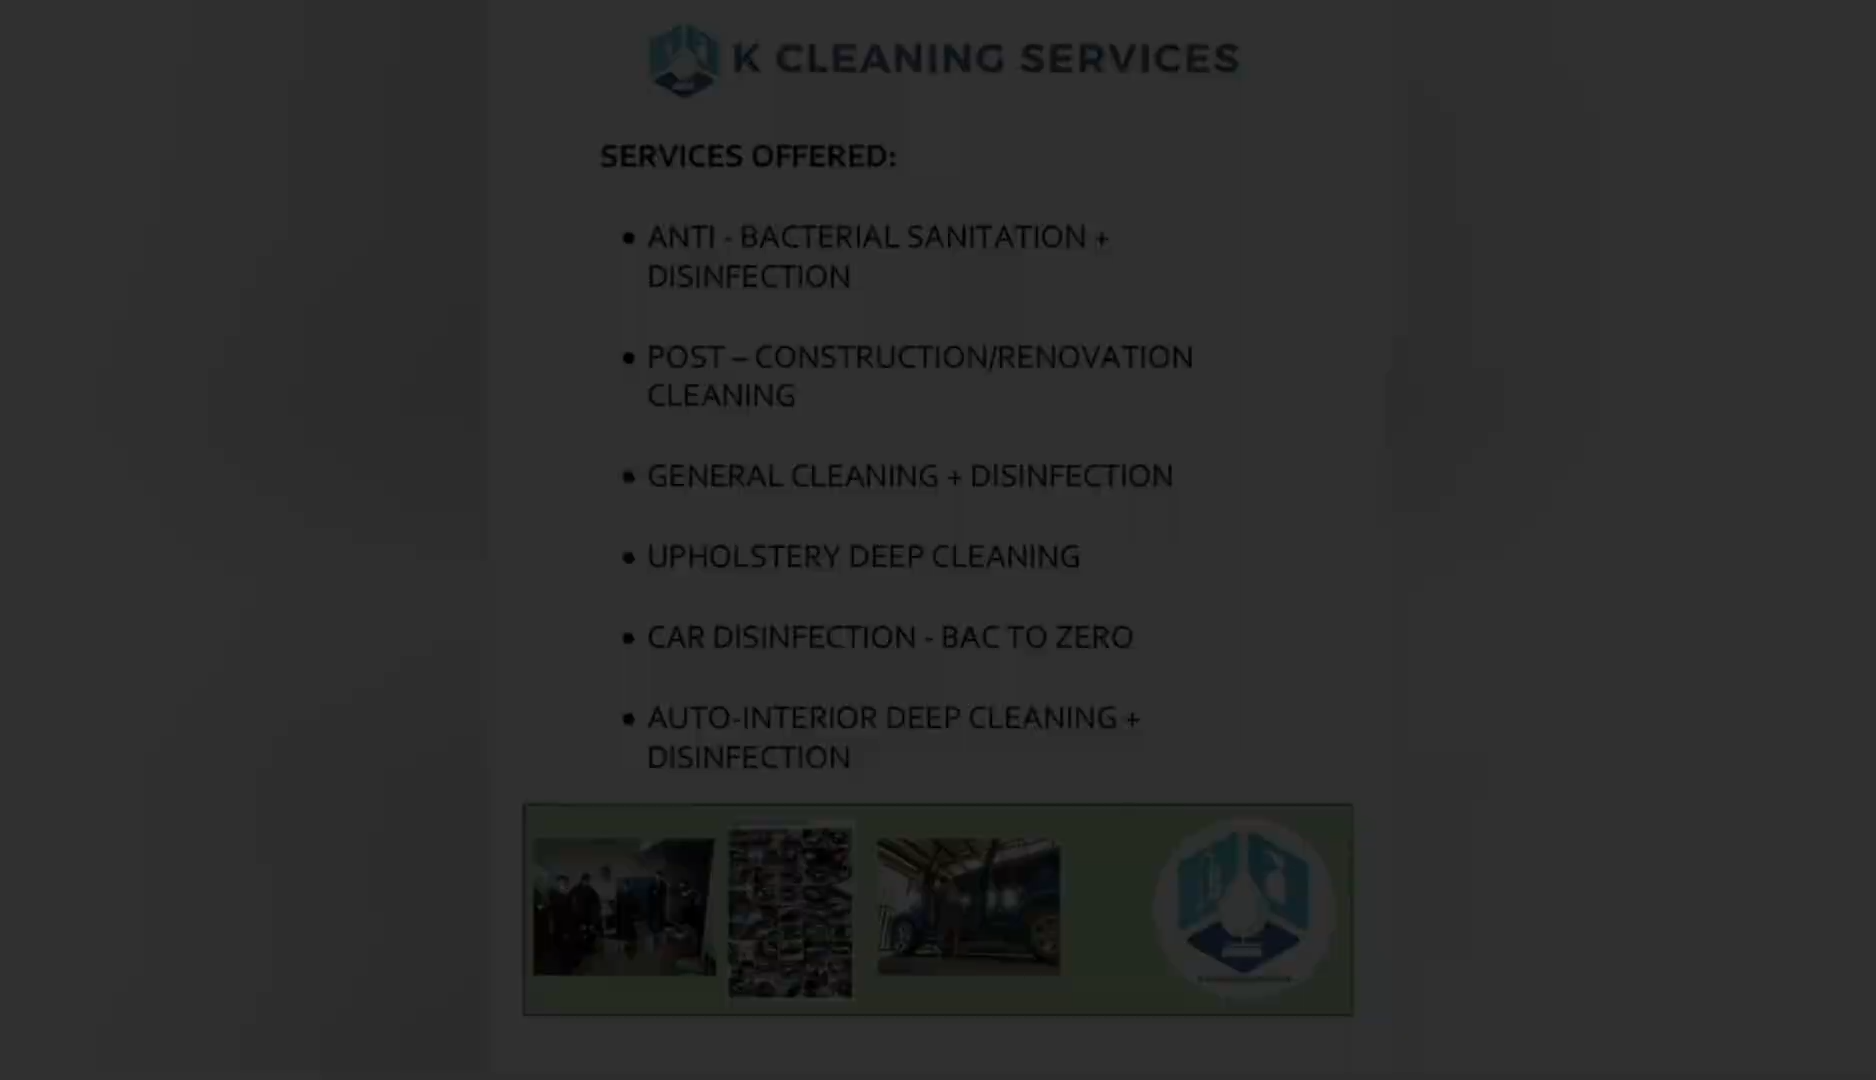 K CLEANING SERVICES
SERVICES OFFERED:
• ANTI - BACTERIAL SANITATION +
DISINFECTION
• POST – CONSTRUCTION/RENOVATION
CLEANING
• GENERAL CLEANING + DISINFECTION
• UPHOLSTERY DEEP CLEANING
• CAR DISINFECTION - BAC TO ZERO
• AUTO-INTERIOR DEEP CLEANING +
DISINFECTION